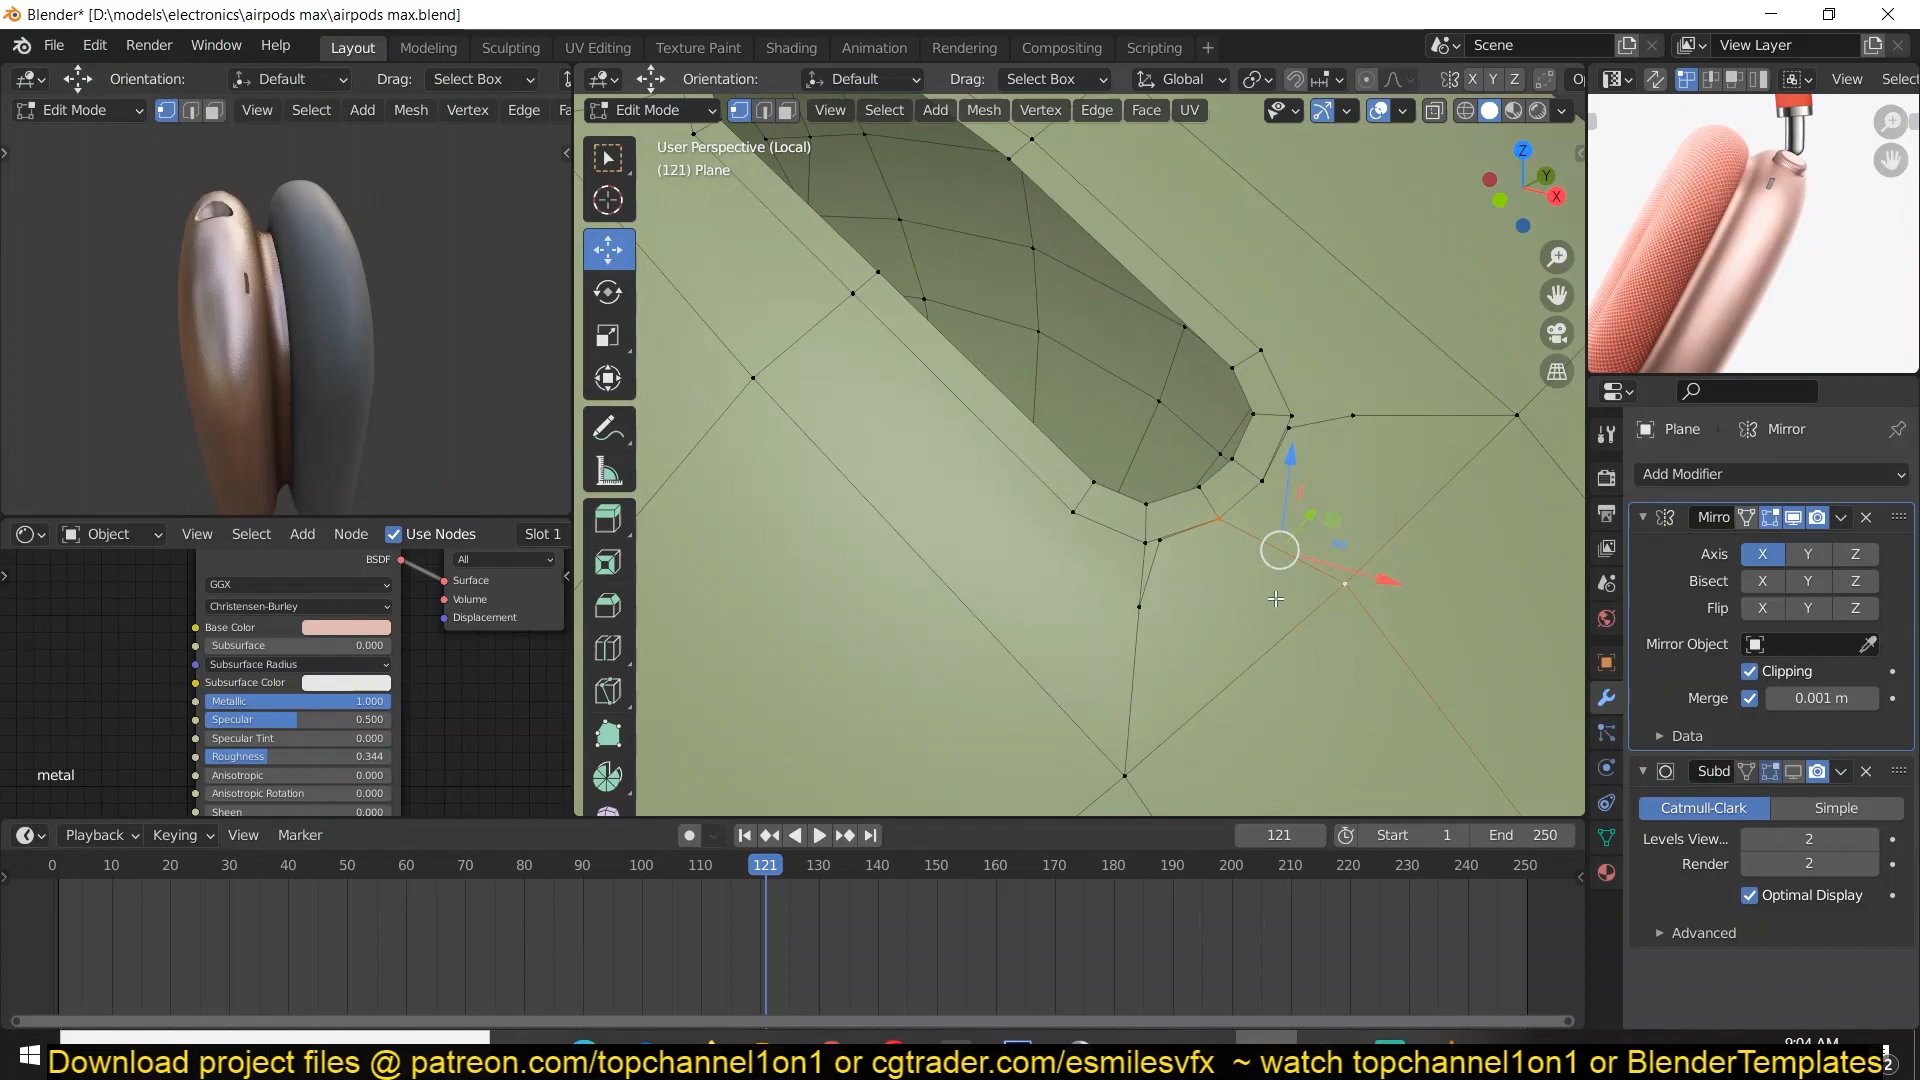 Blender* [D:\models\electronics\airpods max\airpods max.blend]
File Edit Render Window Help Layout Modeling Sculpting UV Editing Texture Paint Shading Animation Rendering Compositing Scripting + Scene View Layer
Orientation: Default Drag: Select Box Orientation: Default Drag: Select Box Global X Y Z View Select
Edit Mode View Select Add Mesh Vertex Edge Edit Mode View Select Add Mesh Vertex Edge Face UV
User Perspective (Local)
(121) Plane
Z
Y
X
Plane Mirror
Add Modifier
Mirro
Axis X Y Z
Bisect X Y Z
Flip X Y Z
Mirror Object
Clipping
Merge 0.001 m
Data
Subd
Catmull-Clark Simple
Levels View... 2
Render 2
Optimal Display
Advanced
Object View Select Add Node Use Nodes Slot 1
BSDF All
GGX Surface
Christensen-Burley Volume
Displacement
Base Color
Subsurface 0.000
Subsurface Radius
Subsurface Color
Metallic 1.000
Specular 0.500
Specular Tint 0.000
Roughness 0.344
Anisotropic 0.000
Anisotropic Rotation 0.000
Sheen 0.000
metal
Playback Keying View Marker 121 Start 1 End 250
0 10 20 30 40 50 60 70 80 90 100 110 121 130 140 150 160 170 180 190 200 210 220 230 240 250
9:04 AM
Download project files @ patreon.com/topchannel1on1 or cgtrader.com/esmilesvfx ~ watch topchannel1on1 or BlenderTemplates